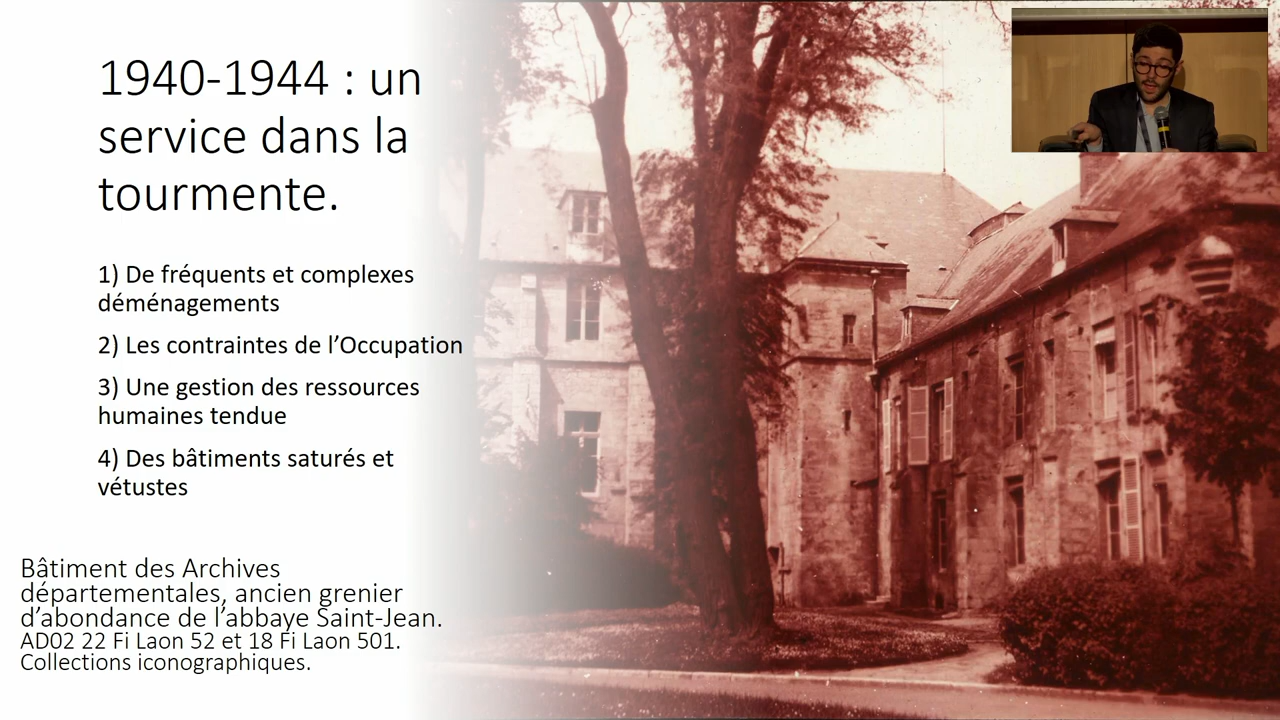 1940-1944 : un
service dans la
tourmente.
1) De fréquents et complexes
déménagements
2) Les contraintes de l’Occupation
3) Une gestion des ressources
humaines tendue
4) Des bâtiments saturés et
vétustes
Bâtiment des Archives
départementales, ancien grenier
d’abondance de l’abbaye Saint-Jean.
AD02 22 Fi Laon 52 et 18 Fi Laon 501.
Collections iconographiques.